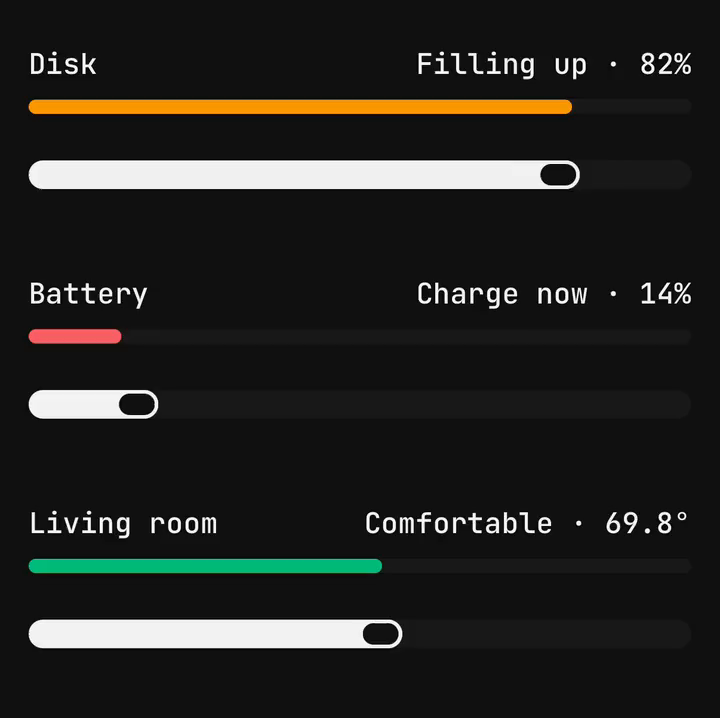 Disk Filling up · 82%
Battery Charge now · 14%
Living room Comfortable · 69.8°